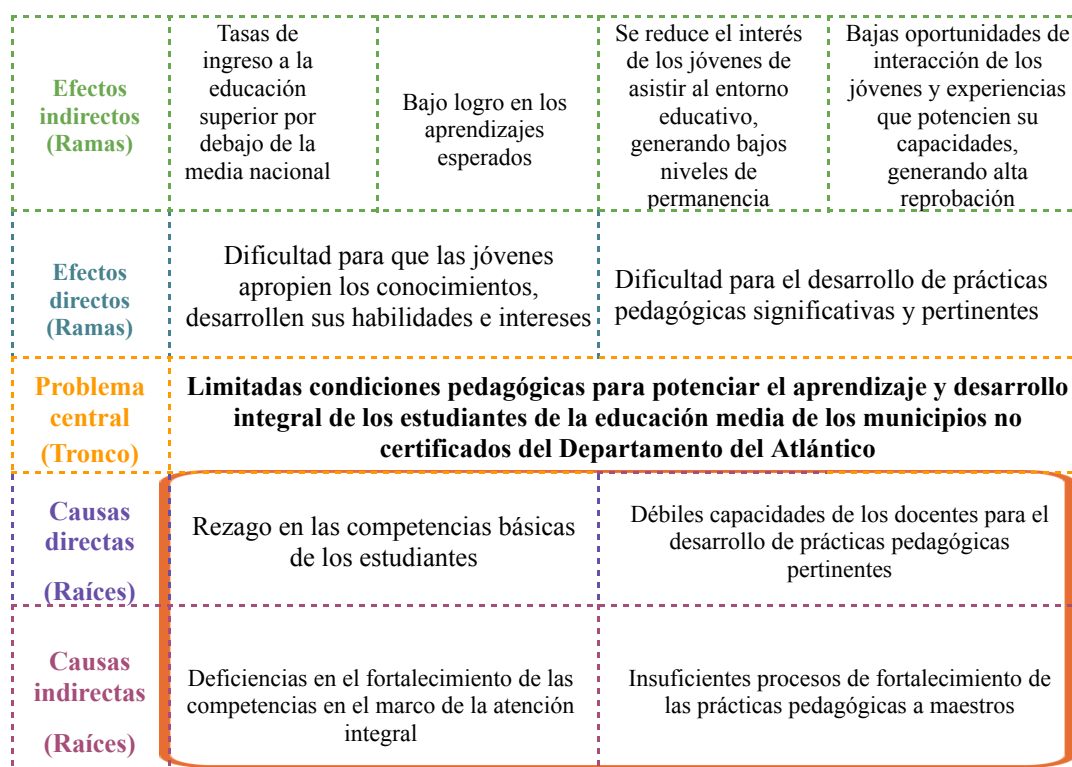 Efectos
indirectos
(Ramas)
Tasas de
ingreso a la
educación
superior por
debajo de la
media nacional
Bajo logro en los
aprendizajes
esperados
Se reduce el interés
de los jóvenes de
asistir al entorno
educativo,
generando bajos
niveles de
permanencia
Bajas oportunidades de
interacción de los
jóvenes y experiencias
que potencien su
capacidades,
generando alta
reprobación
Efectos
directos
(Ramas)
Dificultad para que las jóvenes
apropien los conocimientos,
desarrollen sus habilidades e intereses
Dificultad para el desarrollo de prácticas
pedagógicas significativas y pertinentes
Problema
central
(Tronco)
Limitadas condiciones pedagógicas para potenciar el aprendizaje y desarrollo
integral de los estudiantes de la educación media de los municipios no
certificados del Departamento del Atlántico
Causas
directas
(Raíces)
Rezago en las competencias básicas
de los estudiantes
Débiles capacidades de los docentes para el
desarrollo de prácticas pedagógicas
pertinentes
Causas
indirectas
(Raíces)
Deficiencias en el fortalecimiento de las
competencias en el marco de la atención
integral
Insuficientes procesos de fortalecimiento de
las prácticas pedagógicas a maestros